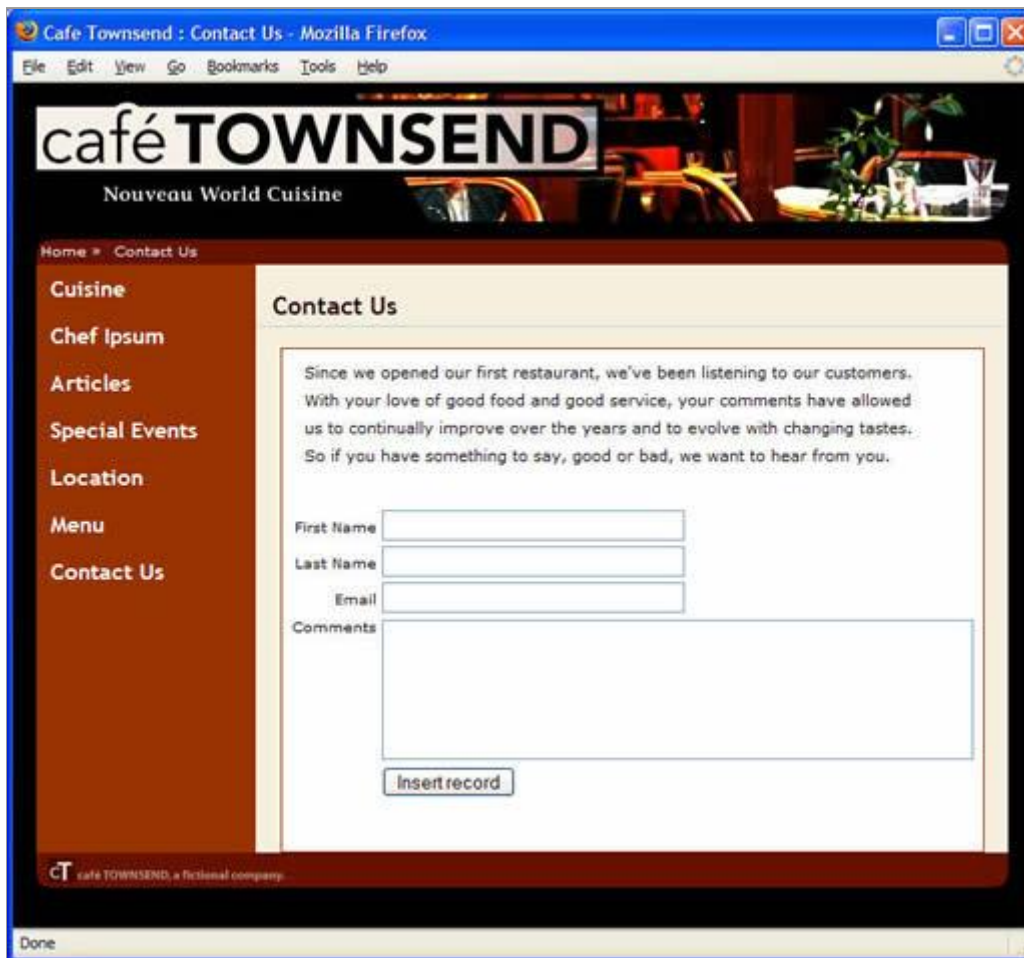 Cafe Townsend : Contact Us - Mozilla Firefox
File Edit View Go Bookmarks Tools Help
café TOWNSEND
Nouveau World Cuisine
Home » Contact Us
Cuisine
Chef Ipsum
Articles
Special Events
Location
Menu
Contact Us
Contact Us
Since we opened our first restaurant, we've been listening to our customers.
With your love of good food and good service, your comments have allowed
us to continually improve over the years and to evolve with changing tastes.
So if you have something to say, good or bad, we want to hear from you.
First Name
Last Name
Email
Comments
Insert record
cT café TOWNSEND, a fictional company.
Done